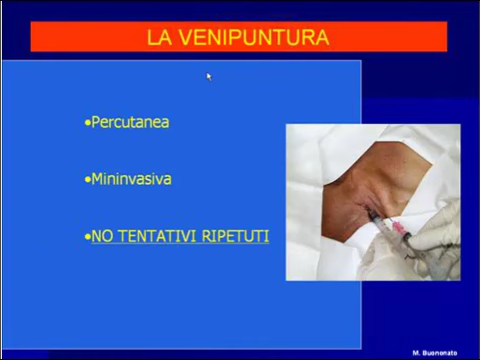 LA VENIPUNTURA
•Percutanea
•Mininvasiva
•NO TENTATIVI RIPETUTI
M. Buononato